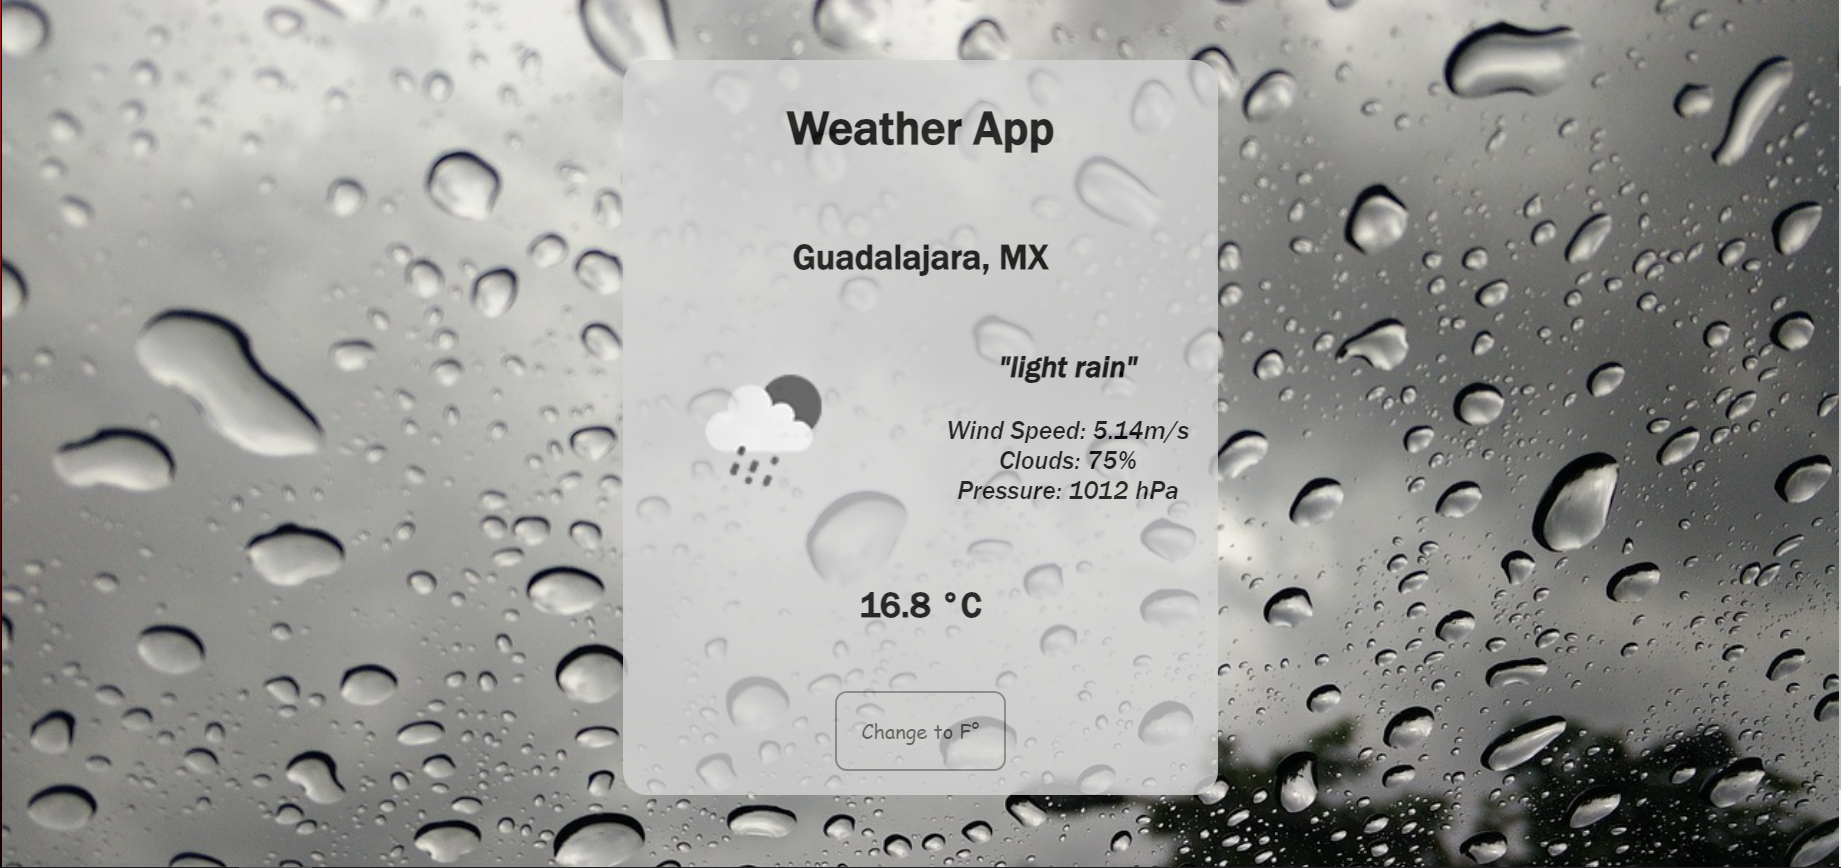 Weather App
Guadalajara, MX
"light rain"
Wind Speed: 5.14m/s
Clouds: 75%
Pressure: 1012 hPa
16.8 °C
Change to F°